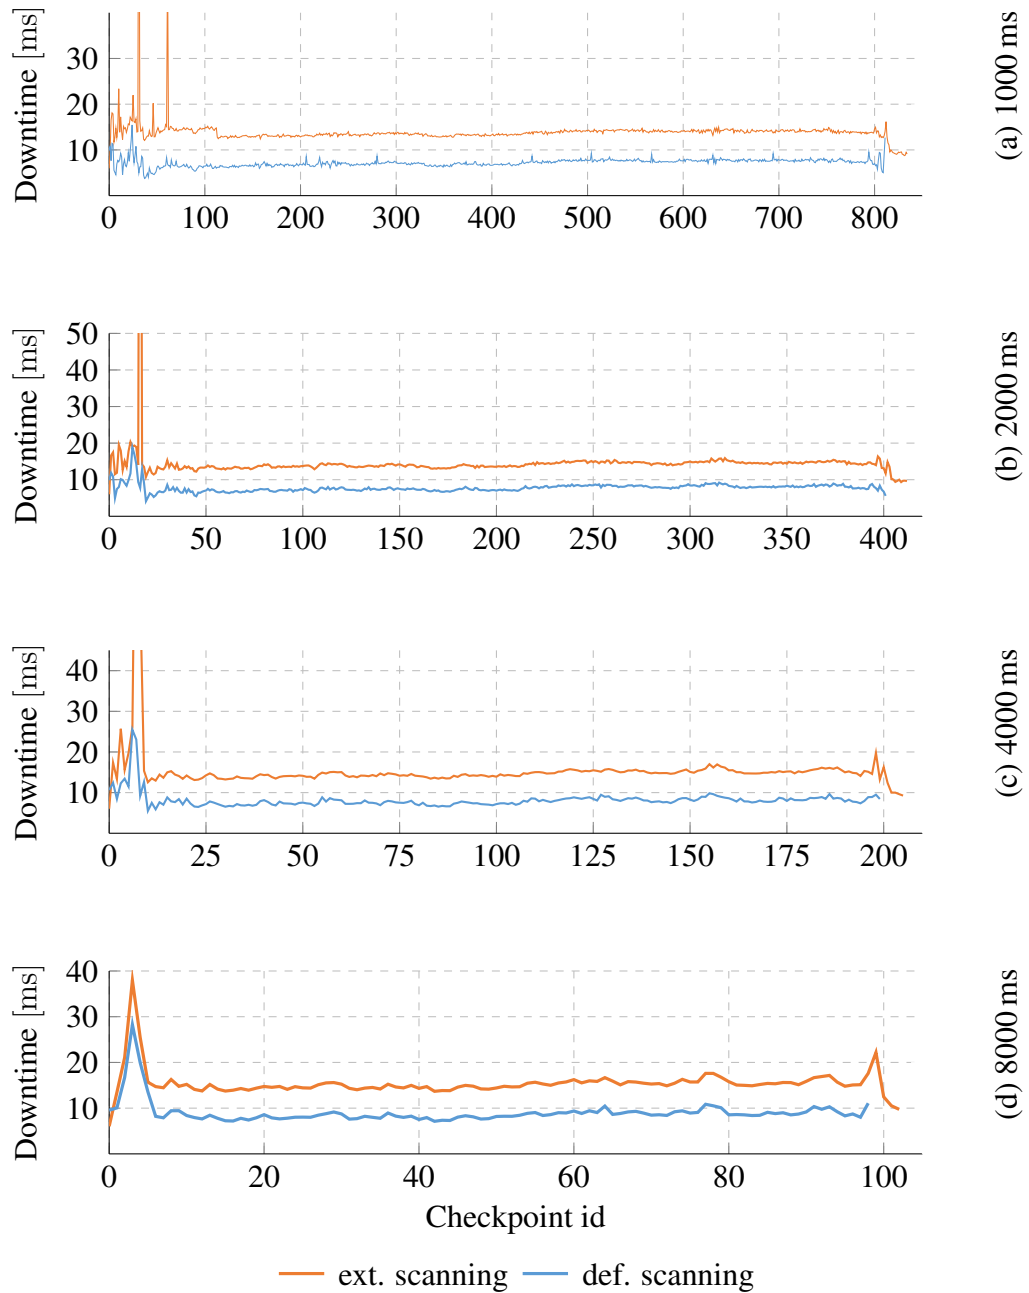 Downtime [ms]
30
20
10
0 100 200 300 400 500 600 700 800
(a) 1000 ms
Downtime [ms]
50
40
30
20
10
0 50 100 150 200 250 300 350 400
(b) 2000 ms
Downtime [ms]
40
30
20
10
0 25 50 75 100 125 150 175 200
(c) 4000 ms
Downtime [ms]
40
30
20
10
0 20 40 60 80 100
(d) 8000 ms
Checkpoint id
ext. scanning def. scanning